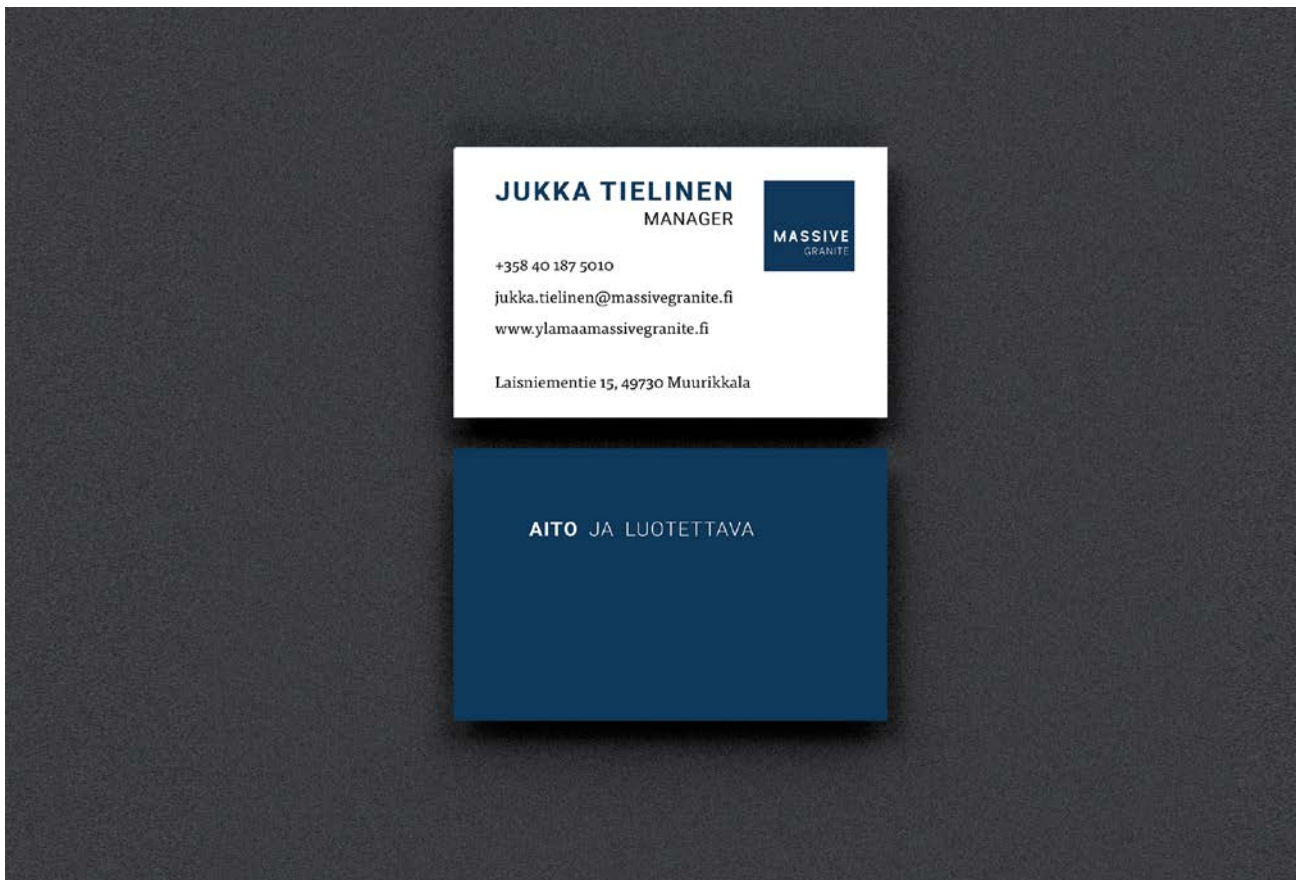 JUKKA TIELINEN
MANAGER
MASSIVE
GRANITE
+358 40 187 5010
jukka.tielinen@massivegranite.fi
www.ylamaamassivegranite.fi
Laisniementie 15, 49730 Muurikkala
AITO JA LUOTETTAVA